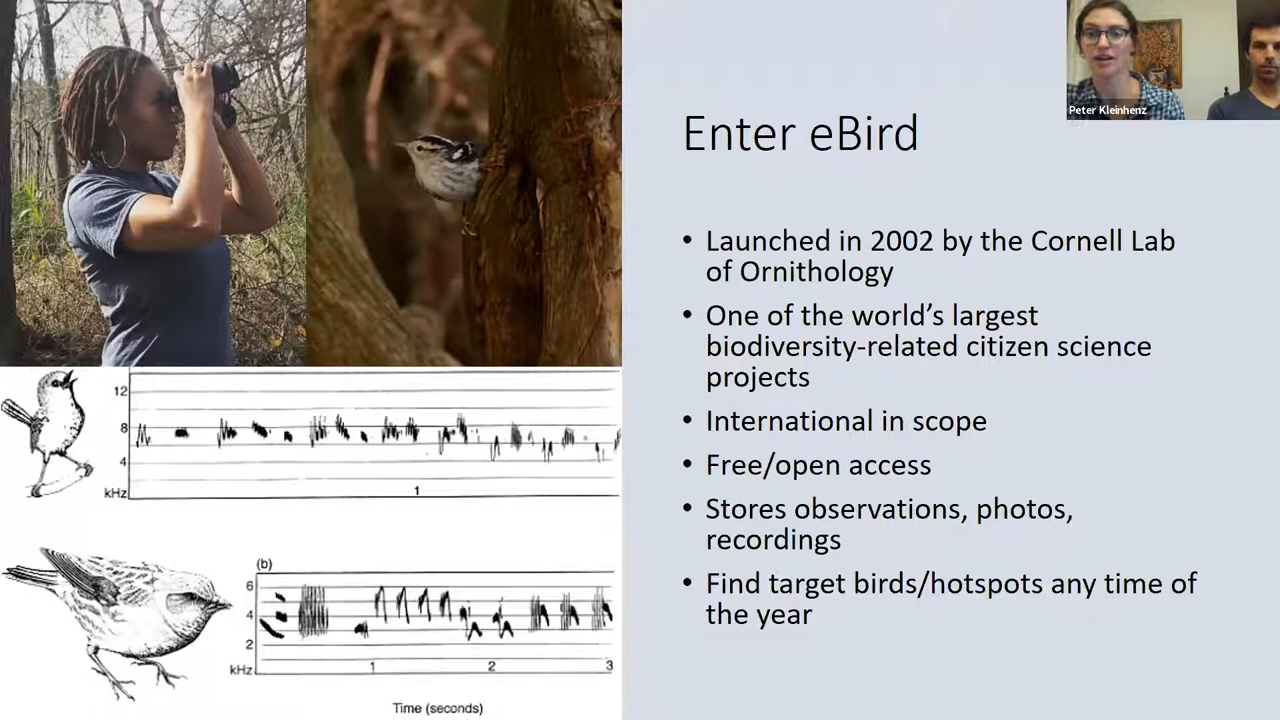 Peter Kleinhenz
Enter eBird
• Launched in 2002 by the Cornell Lab
of Ornithology
• One of the world’s largest
biodiversity-related citizen science
projects
• International in scope
• Free/open access
• Stores observations, photos,
recordings
• Find target birds/hotspots any time of
the year
12
8
4
kHz
1
(b)
6
4
2
kHz
1 2 3
Time (seconds)